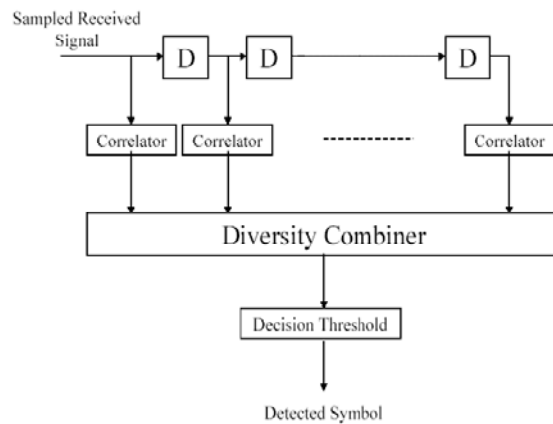 Sampled Received
Signal
D
D
D
Correlator
Correlator
Correlator
Diversity Combiner
Decision Threshold
Detected Symbol